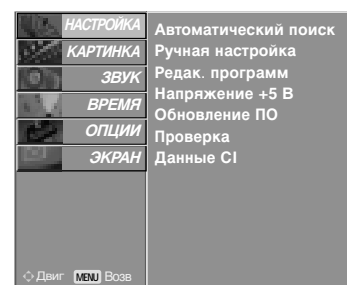 НАСТРОЙКА
КАРТИНКА
ЗВУК
ВРЕМЯ
ОПЦИИ
ЭКРАН
Автоматический поиск
Ручная настройка
Редак. программ
Напряжение +5 В
Обновление ПО
Проверка
Данные CI
Двиг MENU Возв